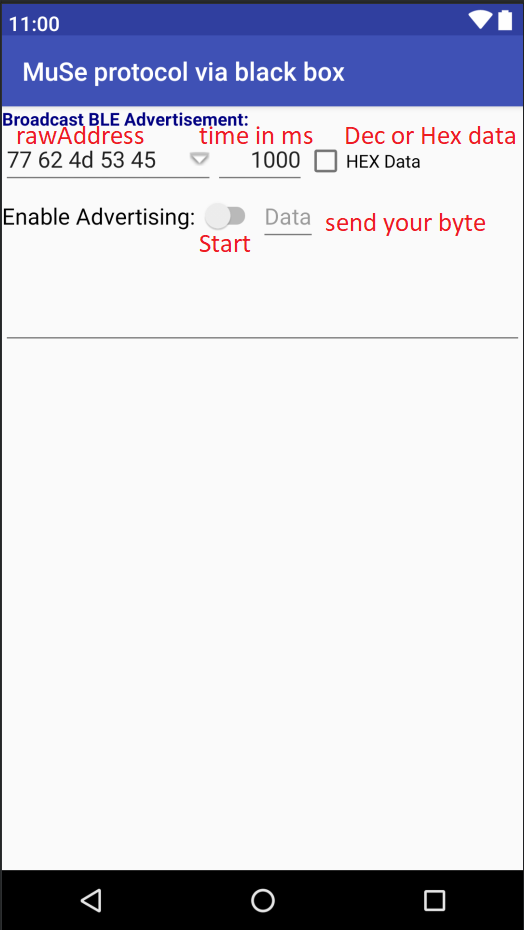 11:00
MuSe protocol via black box
Broadcast BLE Advertisement:
rawAddress time in ms Dec or Hex data
77 62 4d 53 45 1000 HEX Data
Enable Advertising: Data send your byte
Start